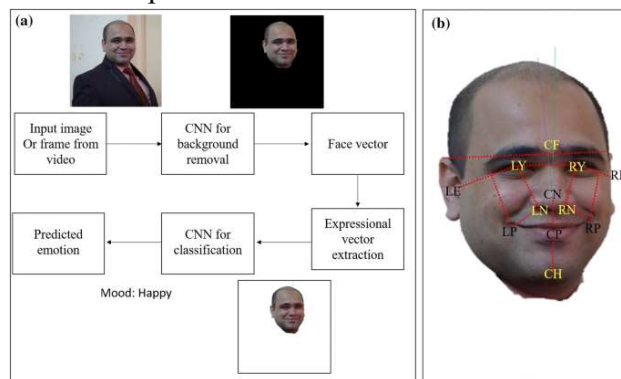 (a)
Input image
Or frame from
video
CNN for
background
removal
Face vector
Predicted
emotion
CNN for
classification
Expressional
vector
extraction
Mood: Happy
(b)
CF
LY
RY
LE
CN
LN
RN
LP
CP
RP
CH